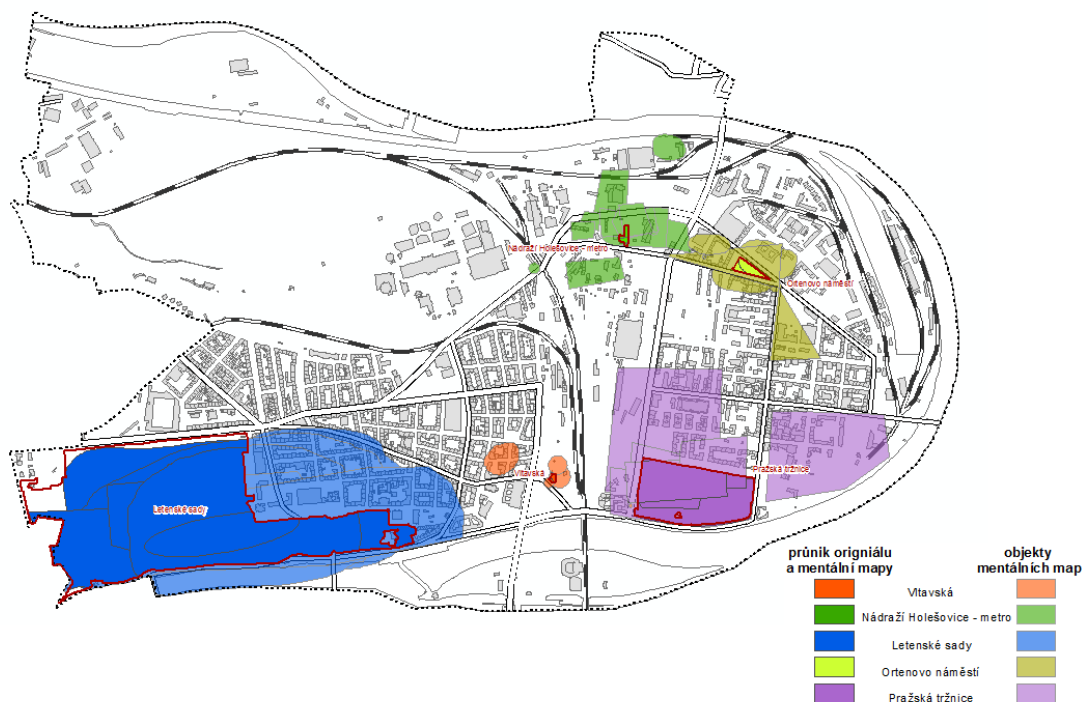 Nádraží Holešovice - metro
Ortenovo náměstí
Vltavská
Pražská tržnice
Letenské sady
průnik origniálu
a mentální mapy
objekty
mentálních map
Vltavská
Nádraží Holešovice - metro
Letenské sady
Ortenovo náměstí
Pražská tržnice